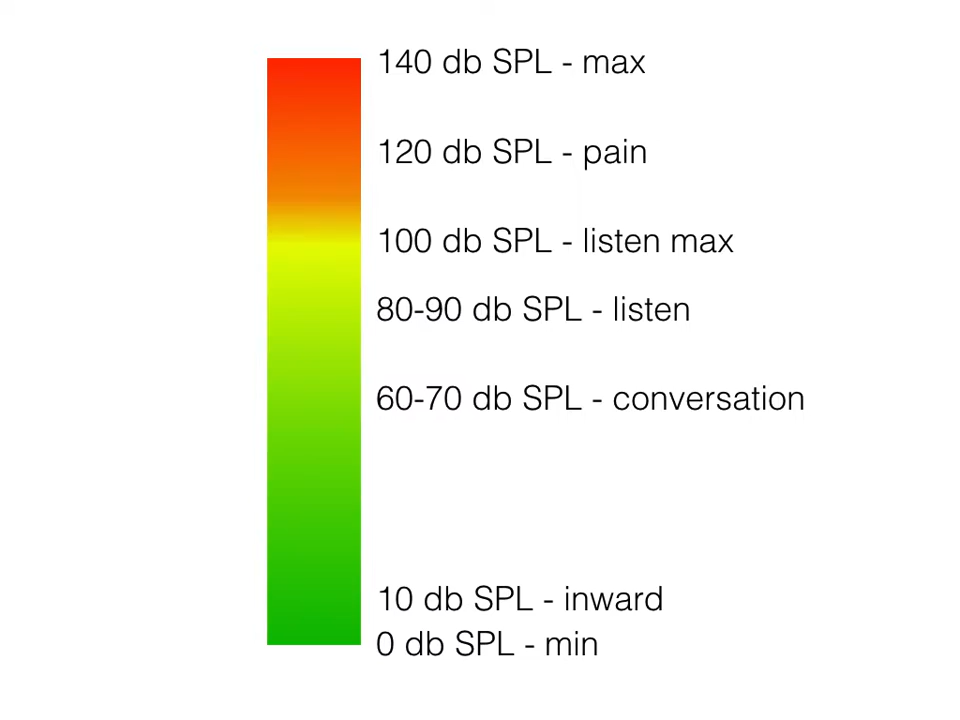 140 db SPL - max
120 db SPL - pain
100 db SPL - listen max
80-90 db SPL - listen
60-70 db SPL - conversation
10 db SPL - inward
0 db SPL - min